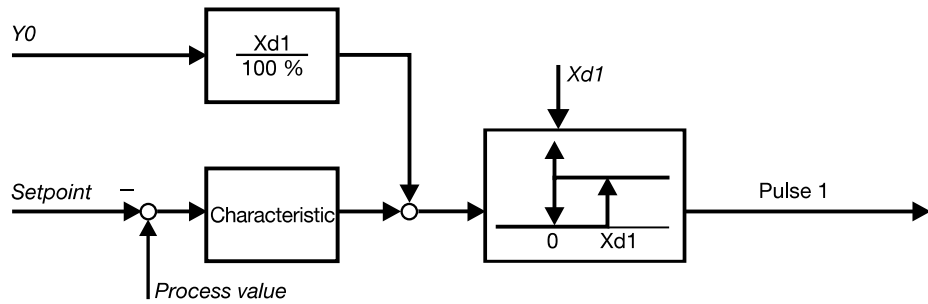 Y0
Xd1
100 %
Xd1
Setpoint
–
Characteristic
Pulse 1
0
Xd1
Process value